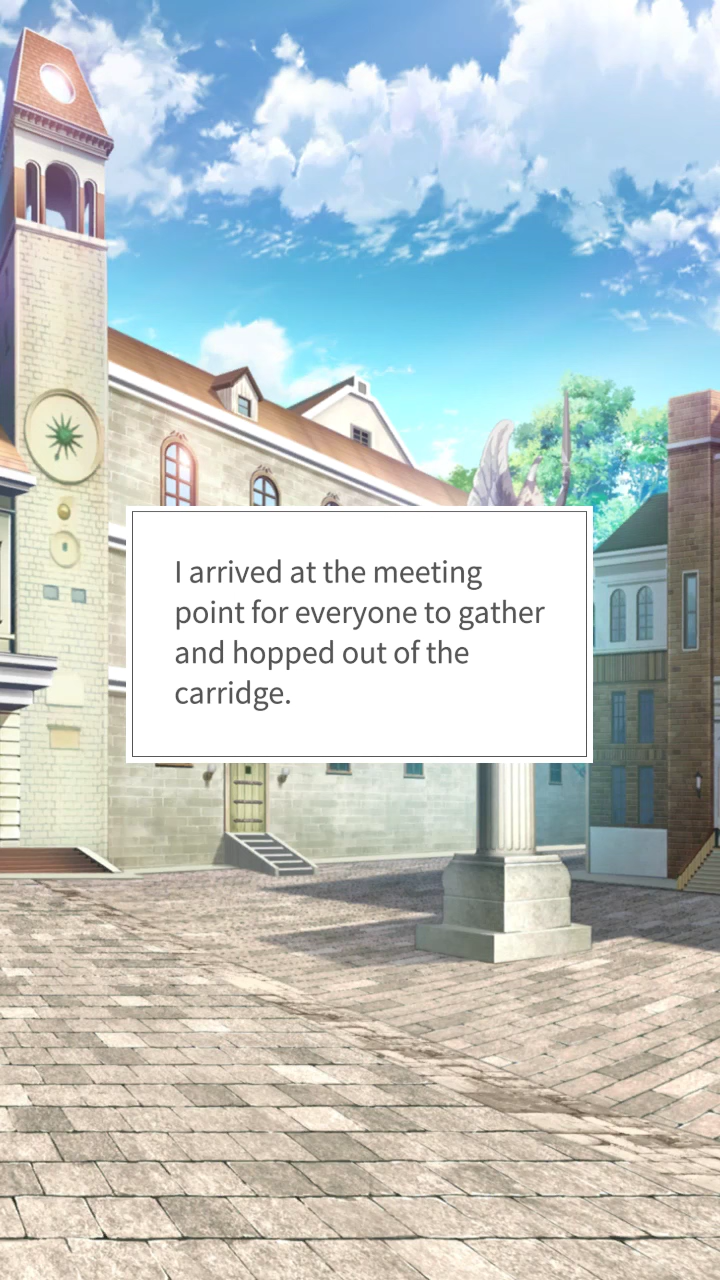 I arrived at the meeting
point for everyone to gather
and hopped out of the
carridge.